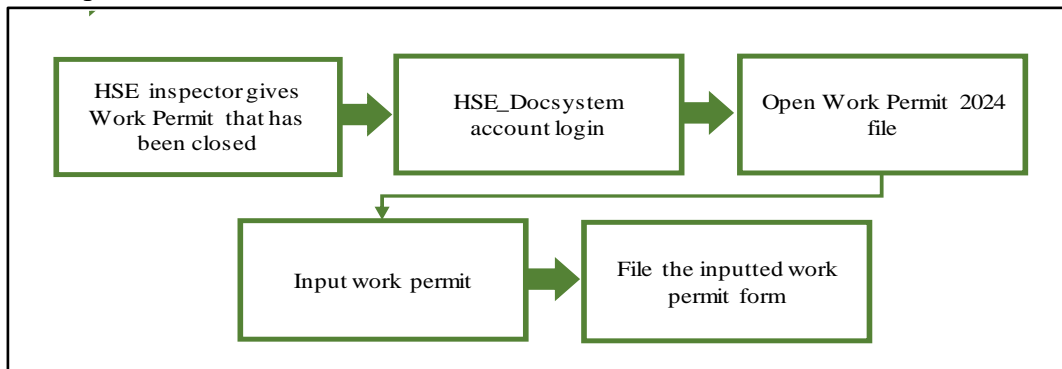 HSE inspector gives
Work Permit that has
been closed
HSE_Docsystem
account login
Open Work Permit 2024
file
Input work permit
File the inputted work
permit form